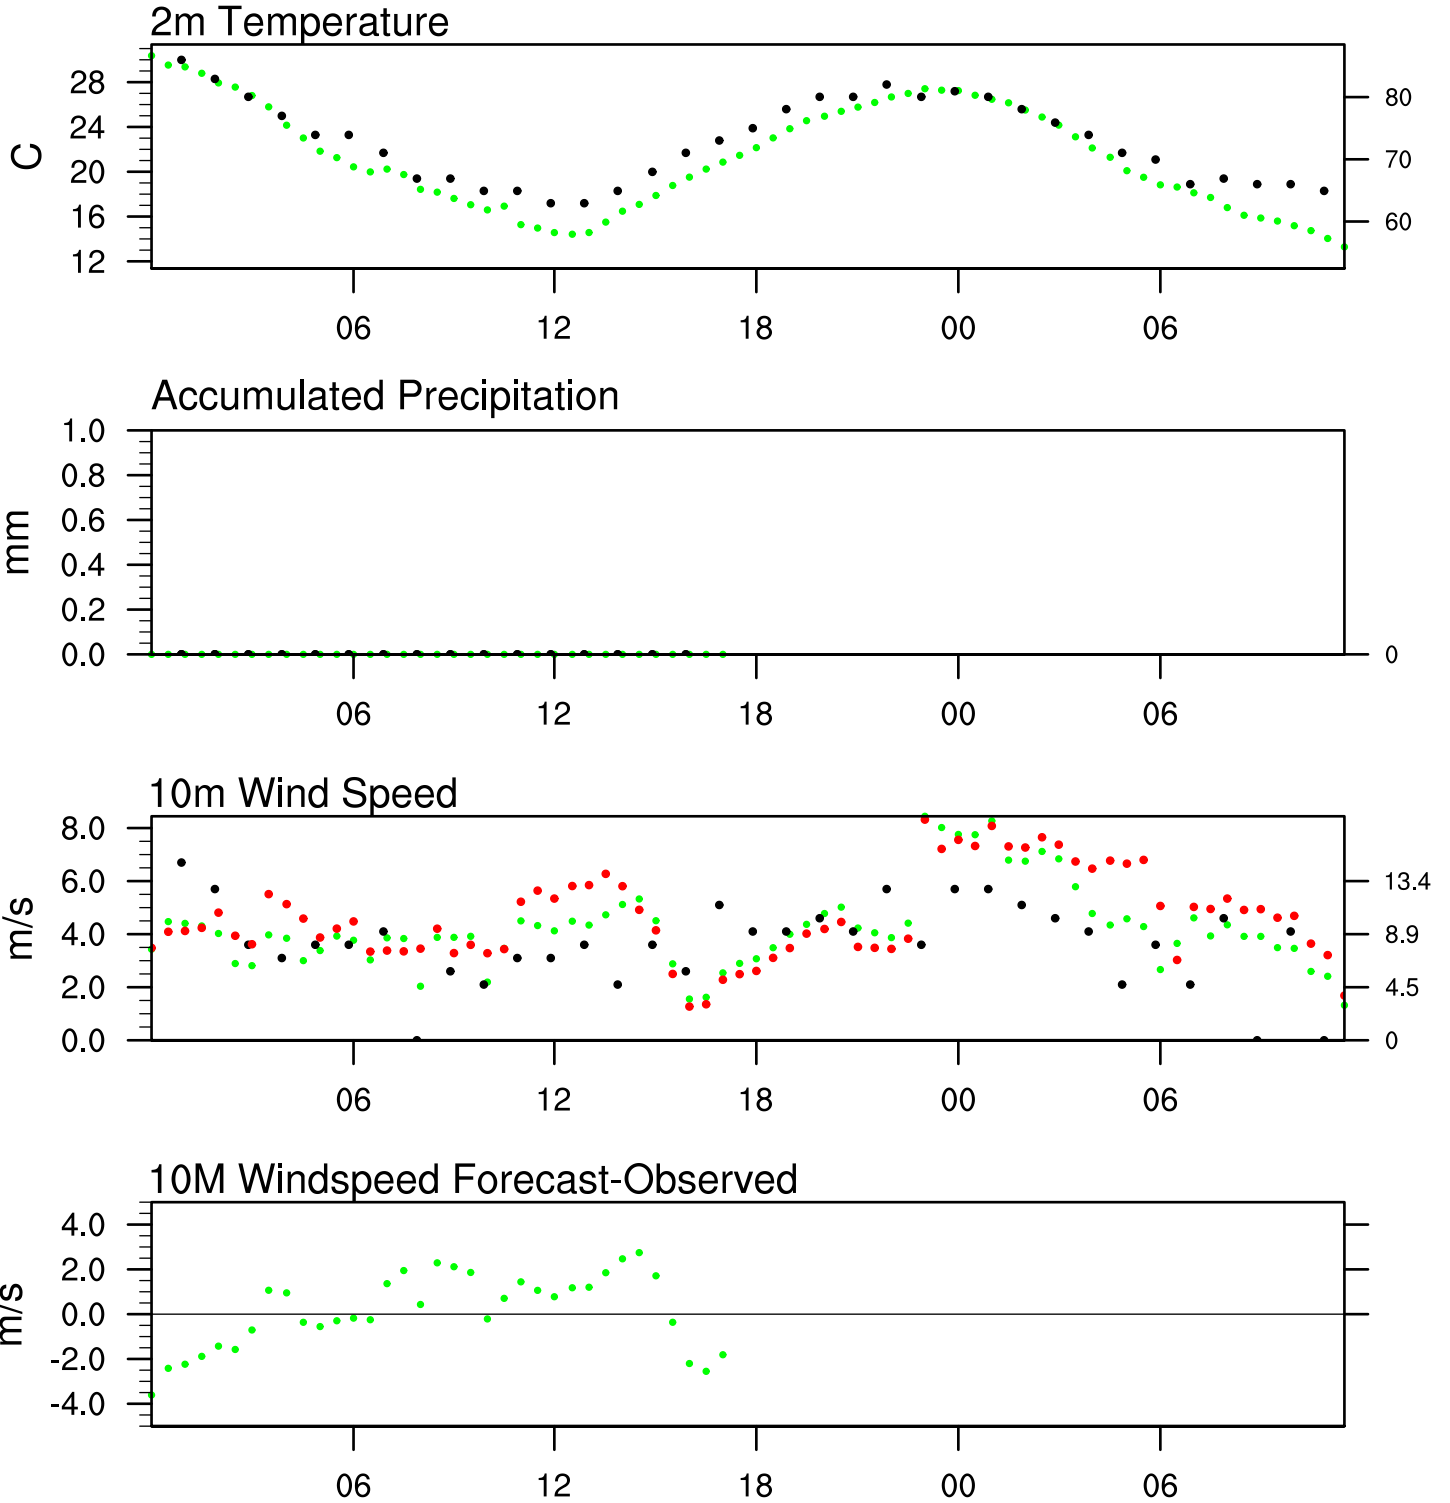 2m Temperature
C
28
24
20
16
12
80
70
60
06 12 18 00 06
Accumulated Precipitation
mm
1.0
0.8
0.6
0.4
0.2
0.0
0
06 12 18 00 06
10m Wind Speed
m/s
8.0
6.0
4.0
2.0
0.0
13.4
8.9
4.5
0
06 12 18 00 06
10M Windspeed Forecast-Observed
m/s
4.0
2.0
0.0
-2.0
-4.0
06 12 18 00 06